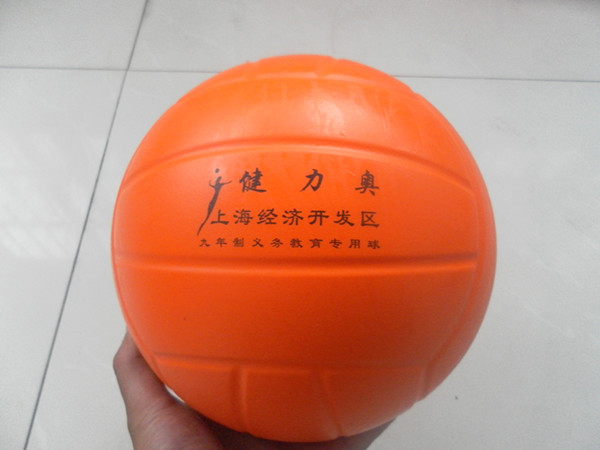 健力奥
上海经济开发区
九年制义务教育专用球